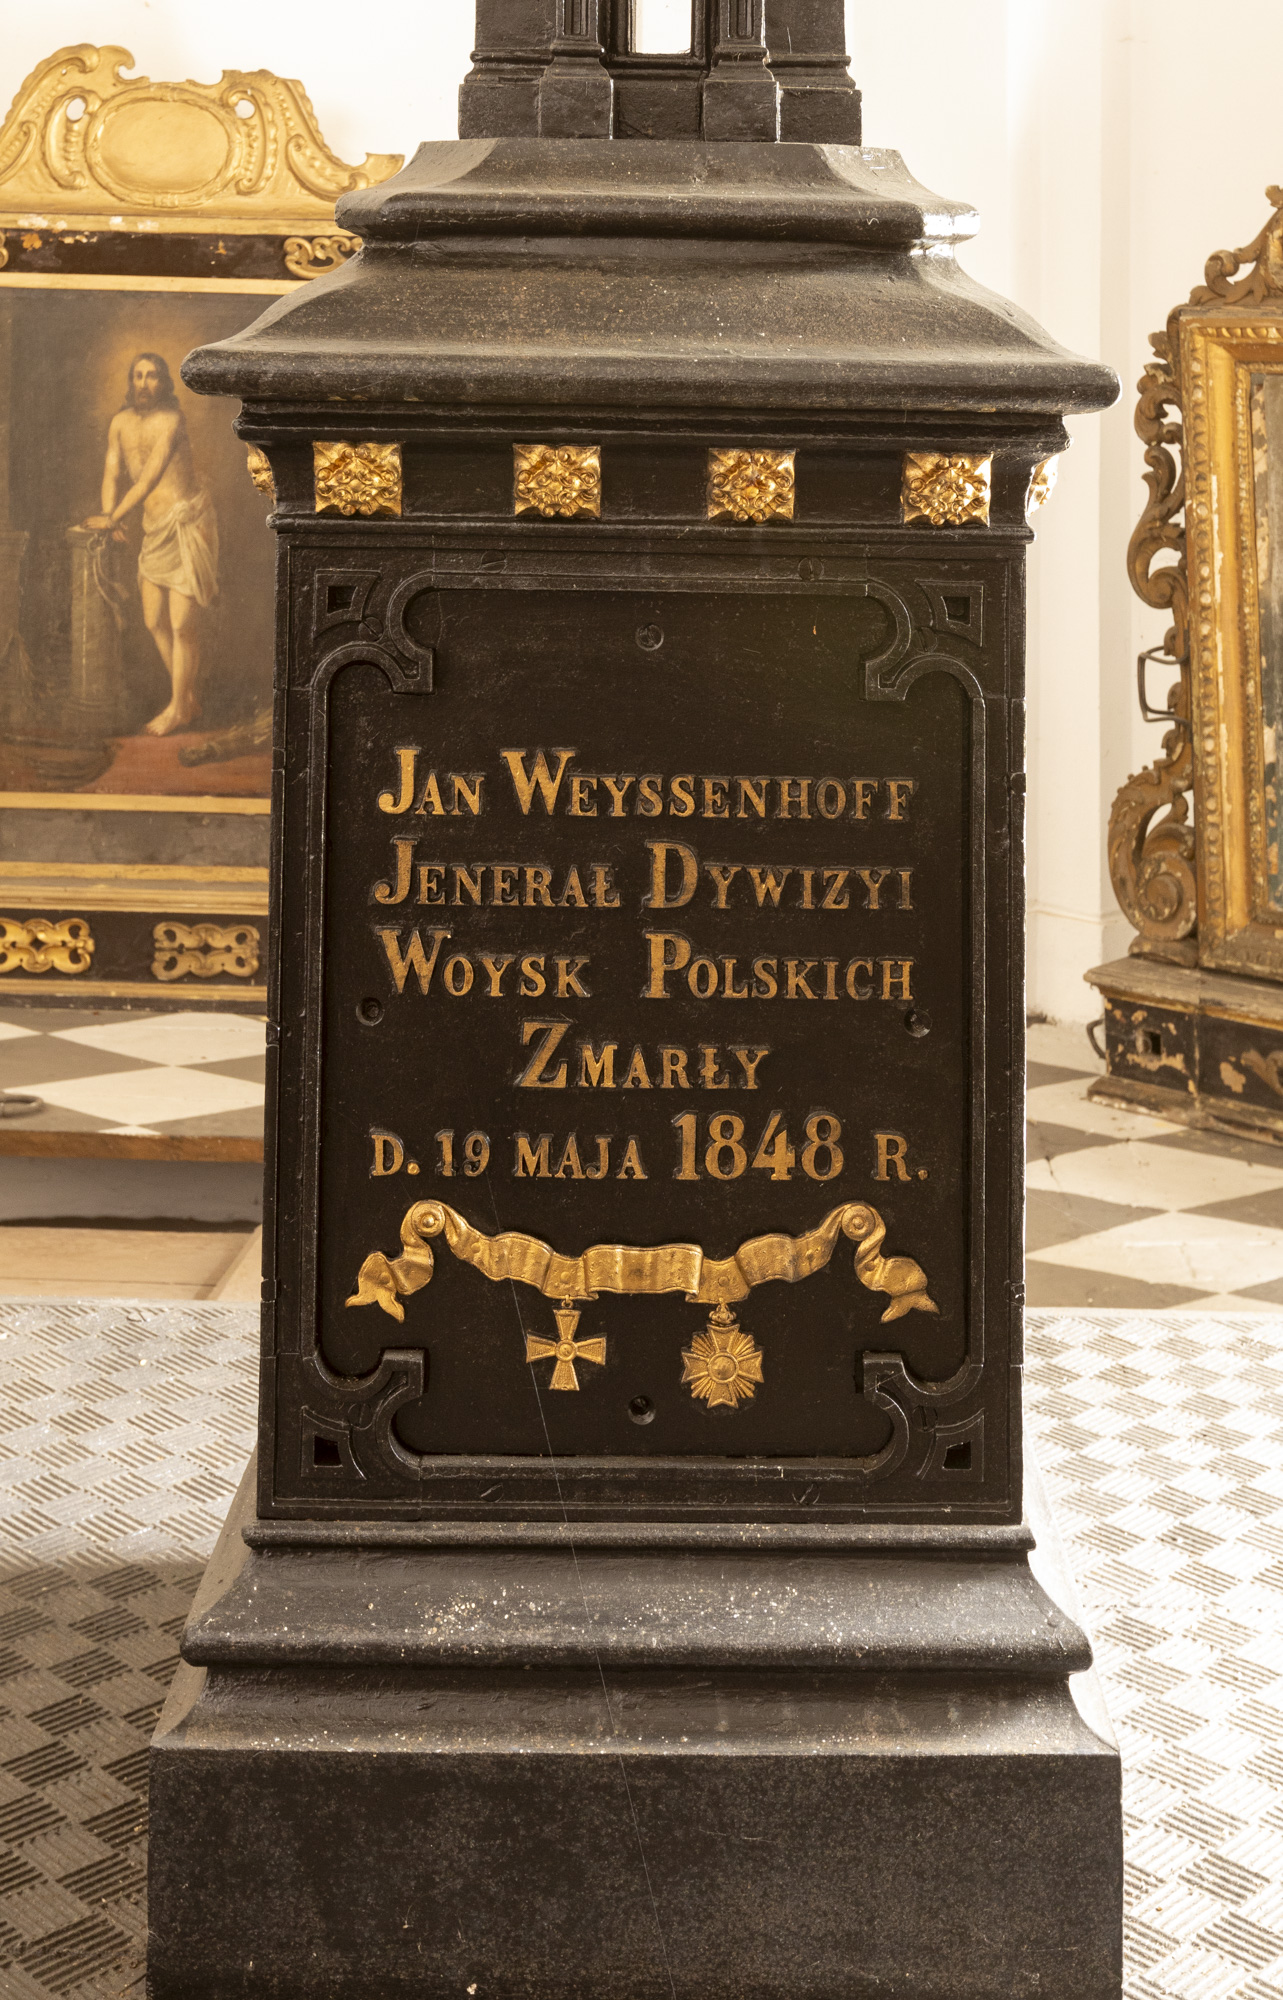 Jan Weyssenhoff
Jenerał Dywizyi
Woysk Polskich
Zmarły
D. 19 MAJA 1848 R.